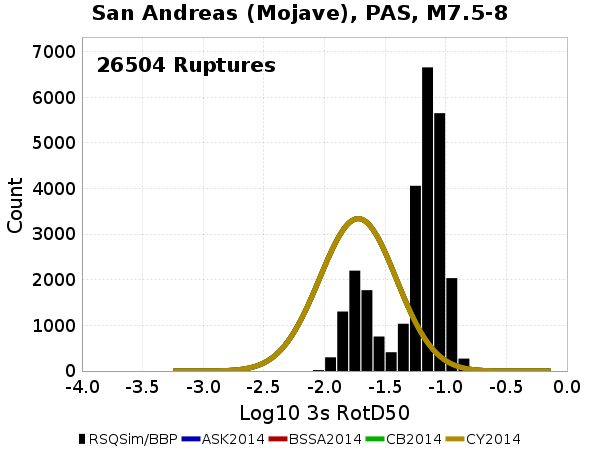 San Andreas (Mojave), PAS, M7.5-8
26504 Ruptures
7000
6000
5000
4000
3000
2000
1000
0
Count
-4.0 -3.5 -3.0 -2.5 -2.0 -1.5 -1.0 -0.5 0.0
Log10 3s RotD50
RSQSim/BBP ASK2014 BSSA2014 CB2014 CY2014